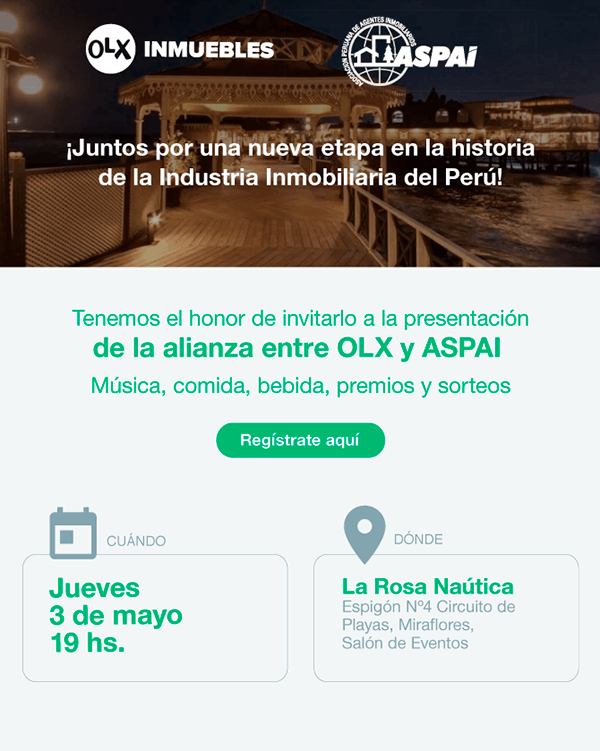 OLX INMUEBLES
ASOCIACIÓN PERUANA DE AGENTES INMOBILIARIOS
ASPAi
¡Juntos por una nueva etapa en la historia
de la Industria Inmobiliaria del Perú!
Tenemos el honor de invitarlo a la presentación
de la alianza entre OLX y ASPAI
Música, comida, bebida, premios y sorteos
Regístrate aquí
CUÁNDO
Jueves
3 de mayo
19 hs.
DÓNDE
La Rosa Naútica
Espigón Nº4 Circuito de
Playas, Miraflores,
Salón de Eventos